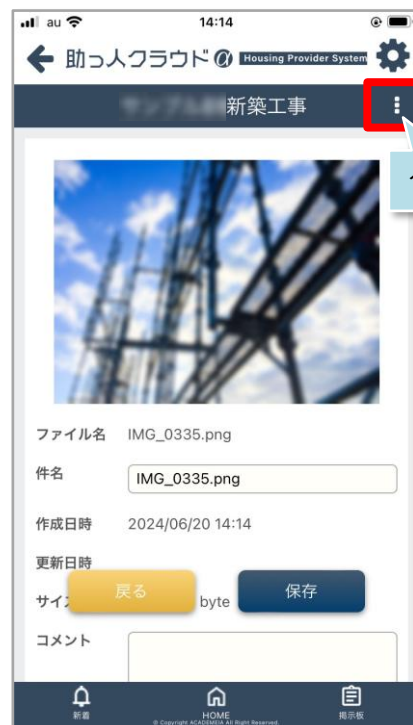 au 14:14
助っ人クラウドα Housing Provider System
新築工事
ファイル名 IMG_0335.png
件名 IMG_0335.png
作成日時 2024/06/20 14:14
更新日時
戻る
保存
サイ byte
コメント
新着
HOME
掲示板
© Copyright ACADEMEIA All Right Reserved.